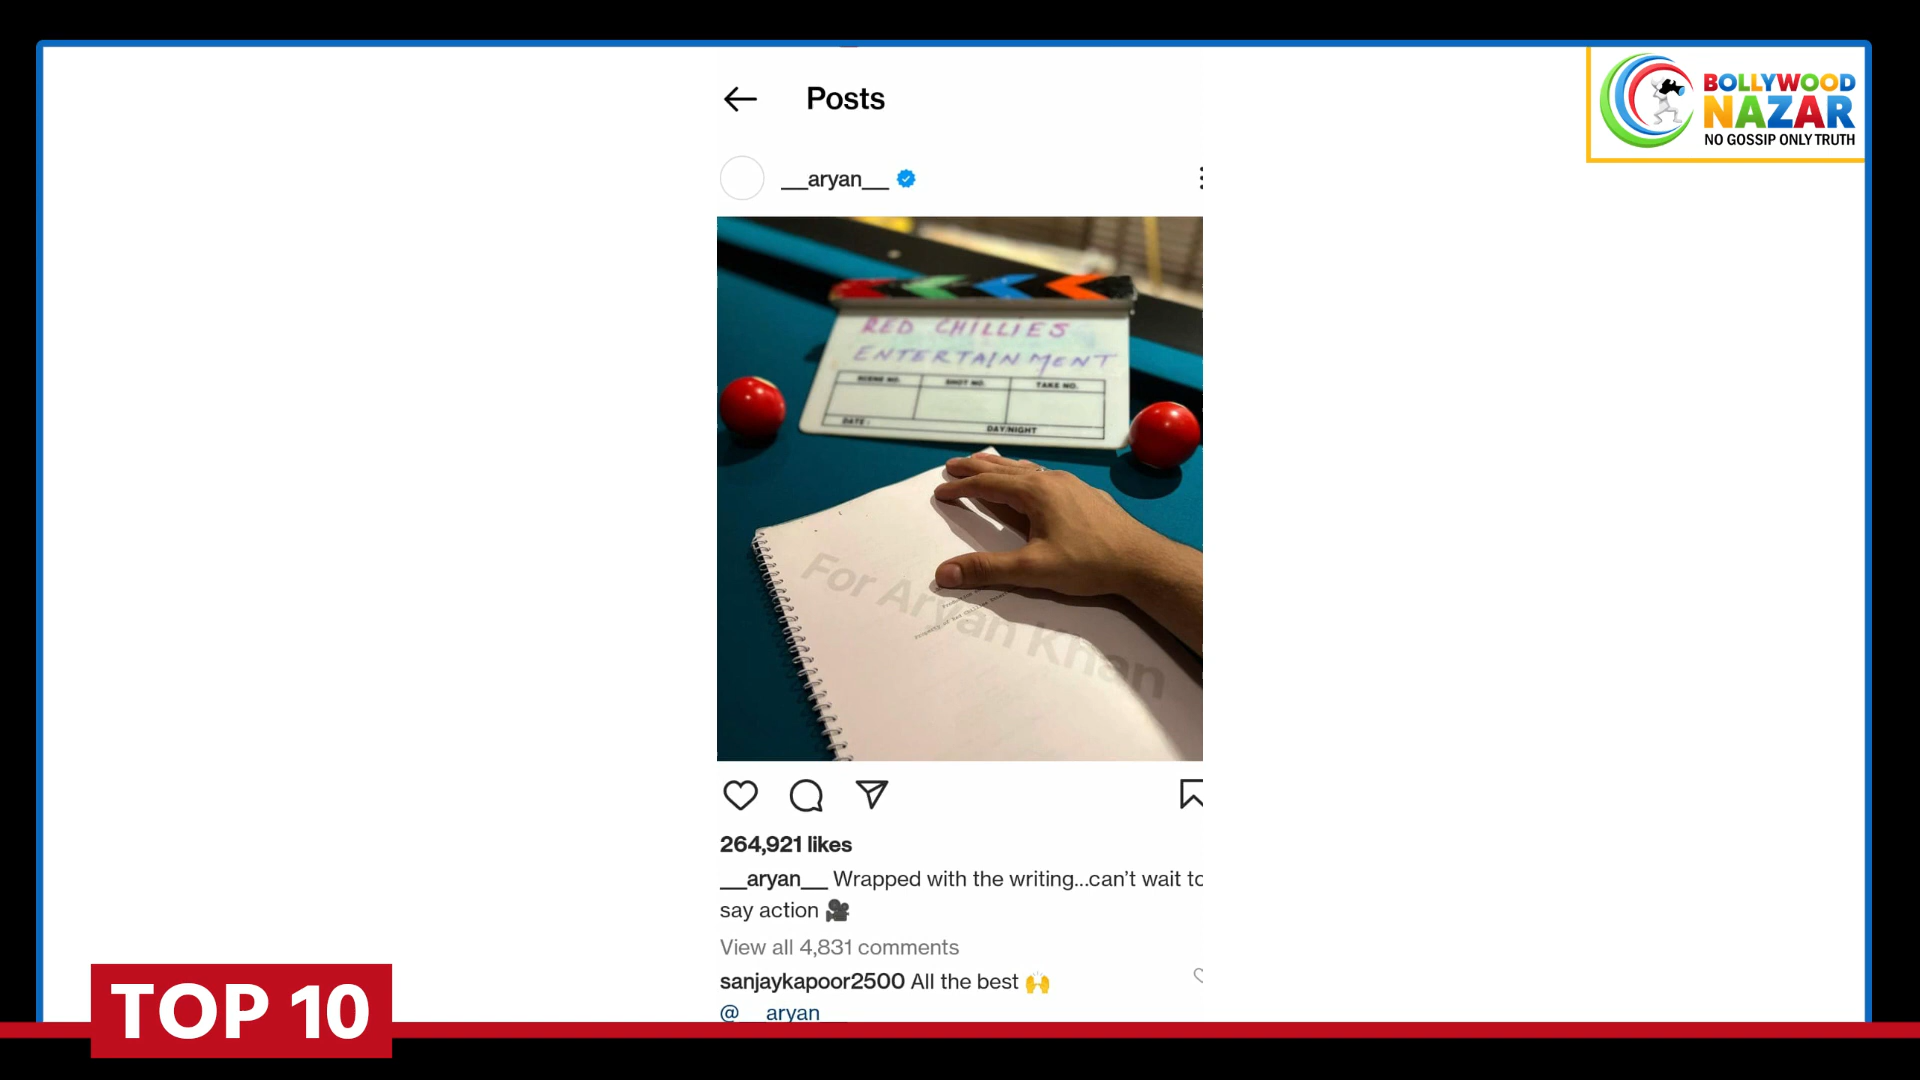 Posts
BOLLYWOOD
NAZAR
NO GOSSIP ONLY TRUTH
__aryan__
RED CHILLIES
ENTERTAINMENT
SCENE NO. SHOT NO. TAKE NO.
DATE : DAY/NIGHT
For Aryan Khan
264,921 likes
__aryan__ Wrapped with the writing...can't wait to
say action 🎥
View all 4,831 comments
sanjaykapoor2500 All the best 🙌
@__aryan__
TOP 10